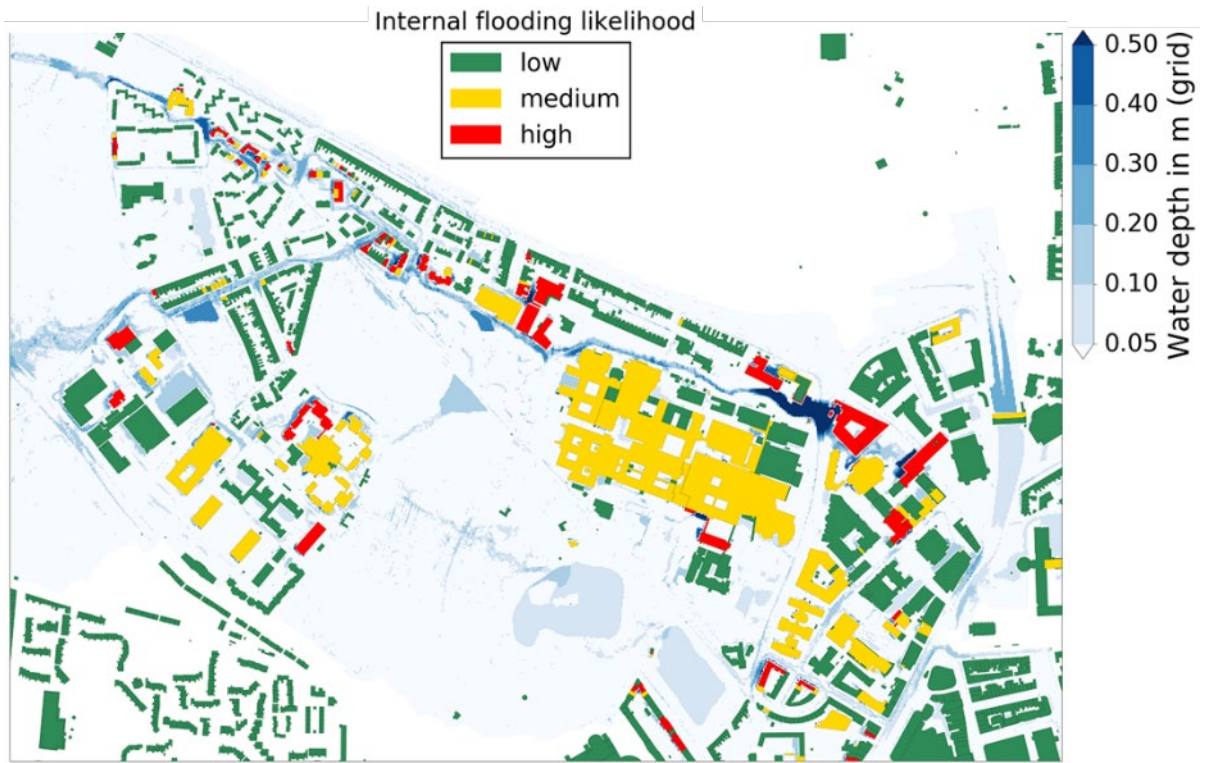 Internal flooding likelihood
low
medium
high
0.50
0.40
0.30
0.20
0.10
0.05
Water depth in m (grid)